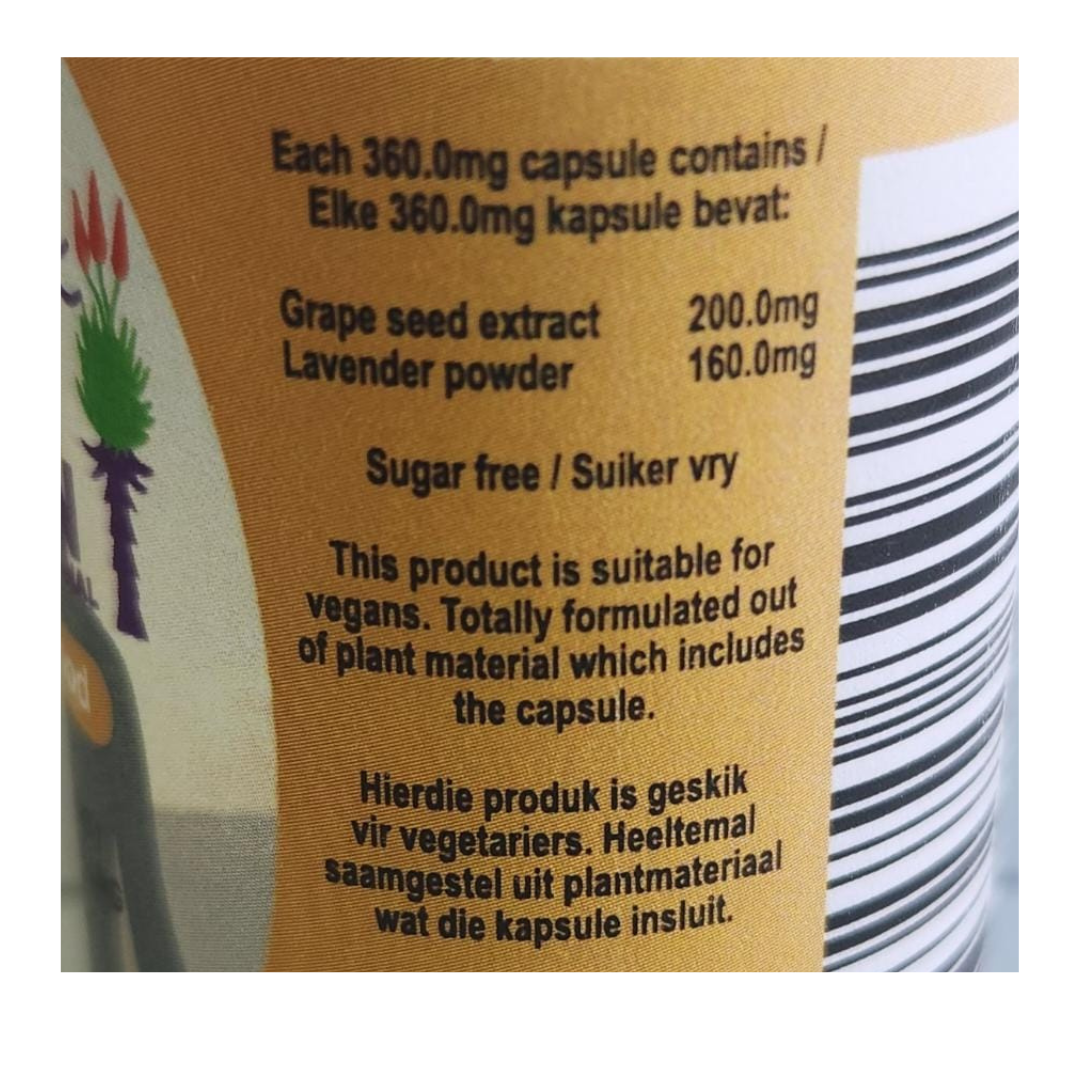 Each 360.0mg capsule contains /
Elke 360.0mg kapsule bevat:
Grape seed extract 200.0mg
Lavender powder 160.0mg
Sugar free / Suiker vry
This product is suitable for
vegans. Totally formulated out
of plant material which includes
the capsule.
Hierdie produk is geskik
vir vegetariers. Heeltemal
saamgestel uit plantmateriaal
wat die kapsule insluit.